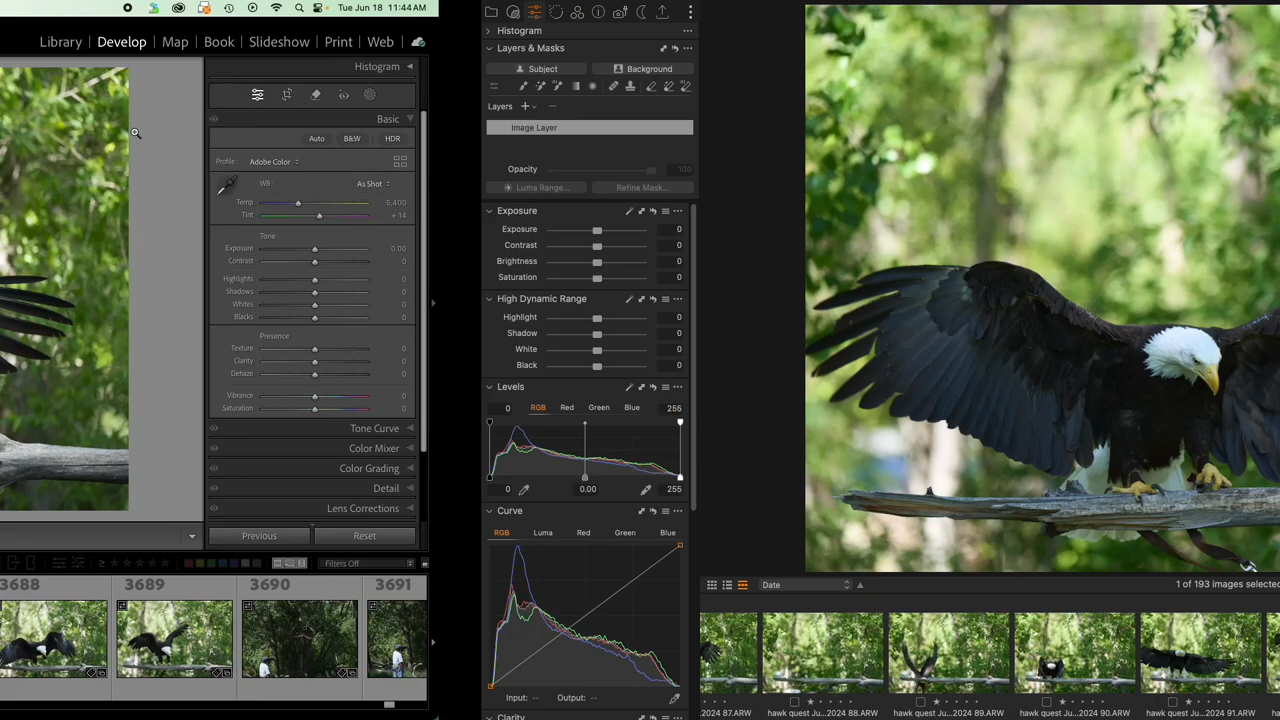 Tue Jun 18 11:44AM
Library Develop Map Book Slideshow Print Web
Histogram
Basic
Auto B&W HDR
Profile: Adobe Color
WB: As Shot
Temp 5,400
Tint + 14
Tone
Exposure 0.00
Contrast 0
Highlights 0
Shadows 0
Whites 0
Blacks 0
Presence
Texture 0
Clarity 0
Dehaze 0
Vibrance 0
Saturation 0
Tone Curve
Color Mixer
Color Grading
Detail
Lens Corrections
Previous Reset
Filters Off
3688 3689 3690 3691
Histogram
Layers & Masks
Subject Background
Layers
Image Layer
Opacity 100
Luma Range... Refine Mask...
Exposure
Exposure 0
Contrast 0
Brightness 0
Saturation 0
High Dynamic Range
Highlight 0
Shadow 0
White 0
Black 0
Levels
0 RGB Red Green Blue 255
0 0.00 255
Curve
RGB Luma Red Green Blue
Input: -- Output: --
Clarity
Date 1 of 193 images selected
2024 87.ARW hawk quest Ju...2024 88.ARW hawk quest Ju...2024 89.ARW hawk quest Ju...2024 90.ARW hawk quest Ju...2024 91.ARW